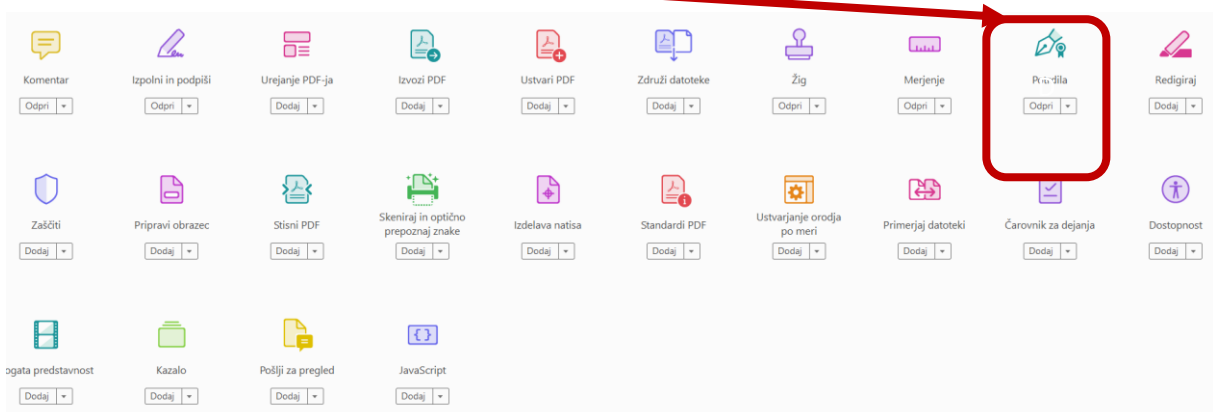 Komentar Izpolni in podpiši Urejanje PDF-ja Izvozi PDF Ustvari PDF Združi datoteke Žig Merjenje Potrdila Redigiraj
Odpri Odpri Dodaj Dodaj Dodaj Dodaj Odpri Odpri Odpri Dodaj
Zaščiti Pripravi obrazec Stisni PDF Skeniraj in optično Izdelava natisa Standardi PDF Ustvarjanje orodja Primerjaj datoteki Čarovnik za dejanja Dostopnost
prepoznaj znake po meri
Dodaj Dodaj Dodaj Dodaj Dodaj Dodaj Dodaj Dodaj Dodaj Dodaj
ogata predstavnost Kazalo Pošlji za pregled JavaScript
Dodaj Dodaj Dodaj Dodaj